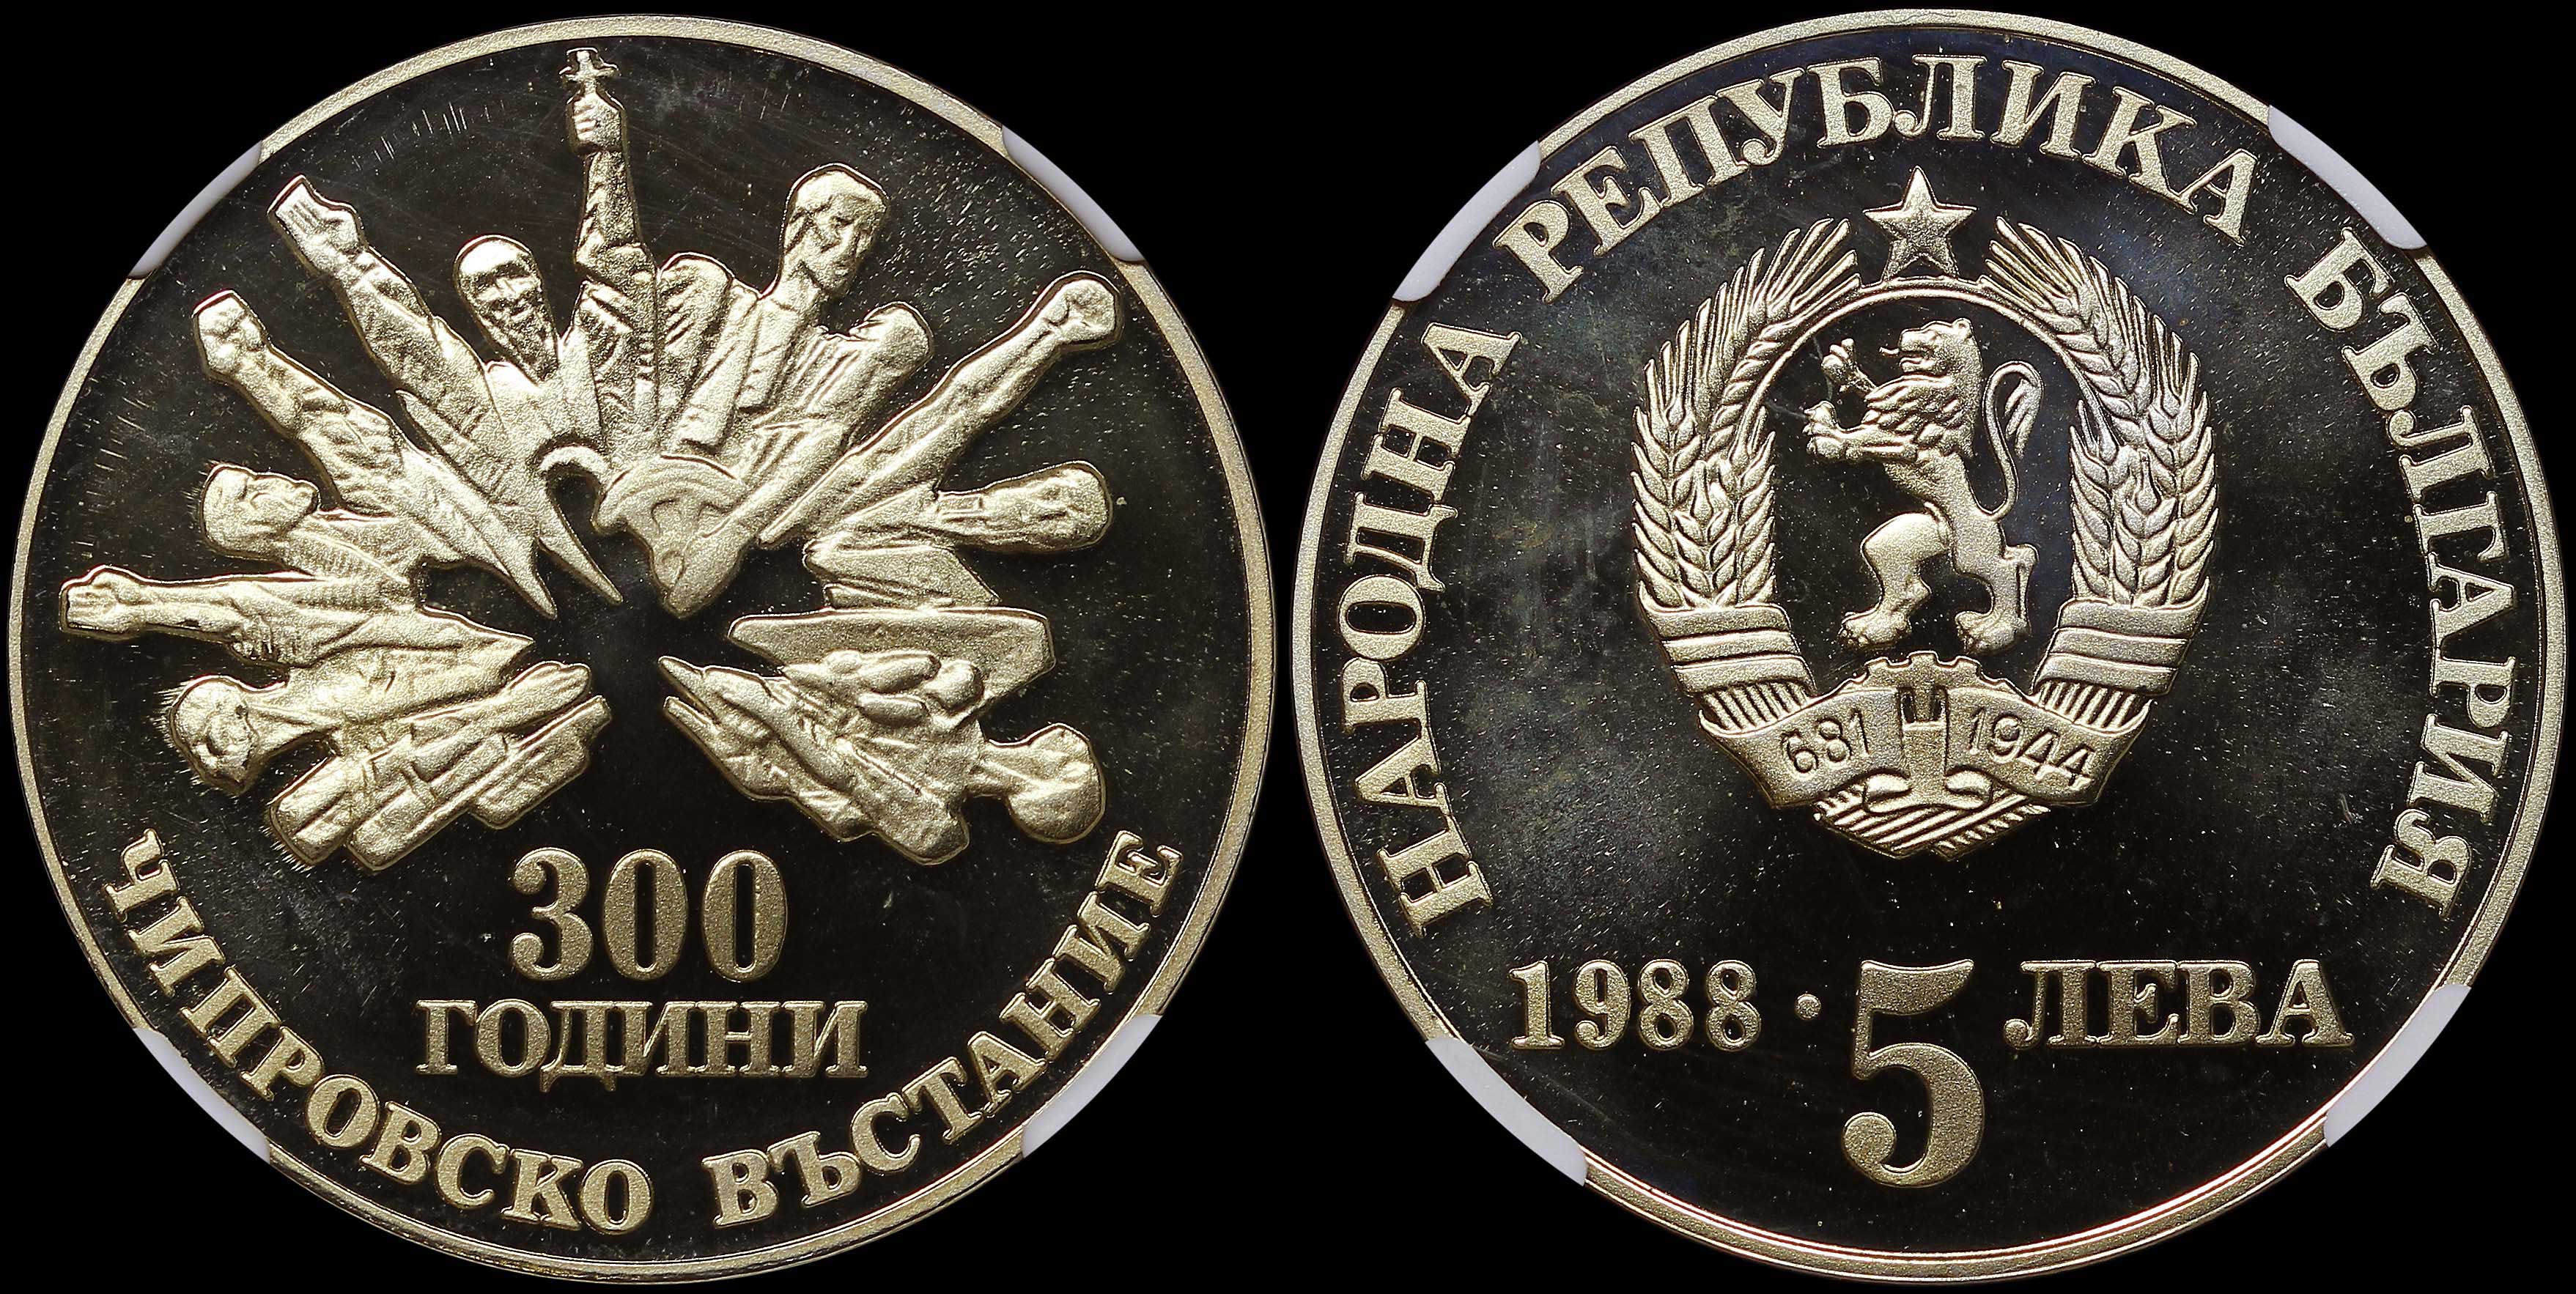 300
ГОДИНИ
ЧИПРОВСКО ВЪСТАНИЕ
НАРОДНА РЕПУБЛИКА БЪЛГАРИЯ
681 1944
1988 · 5 ЛЕВА